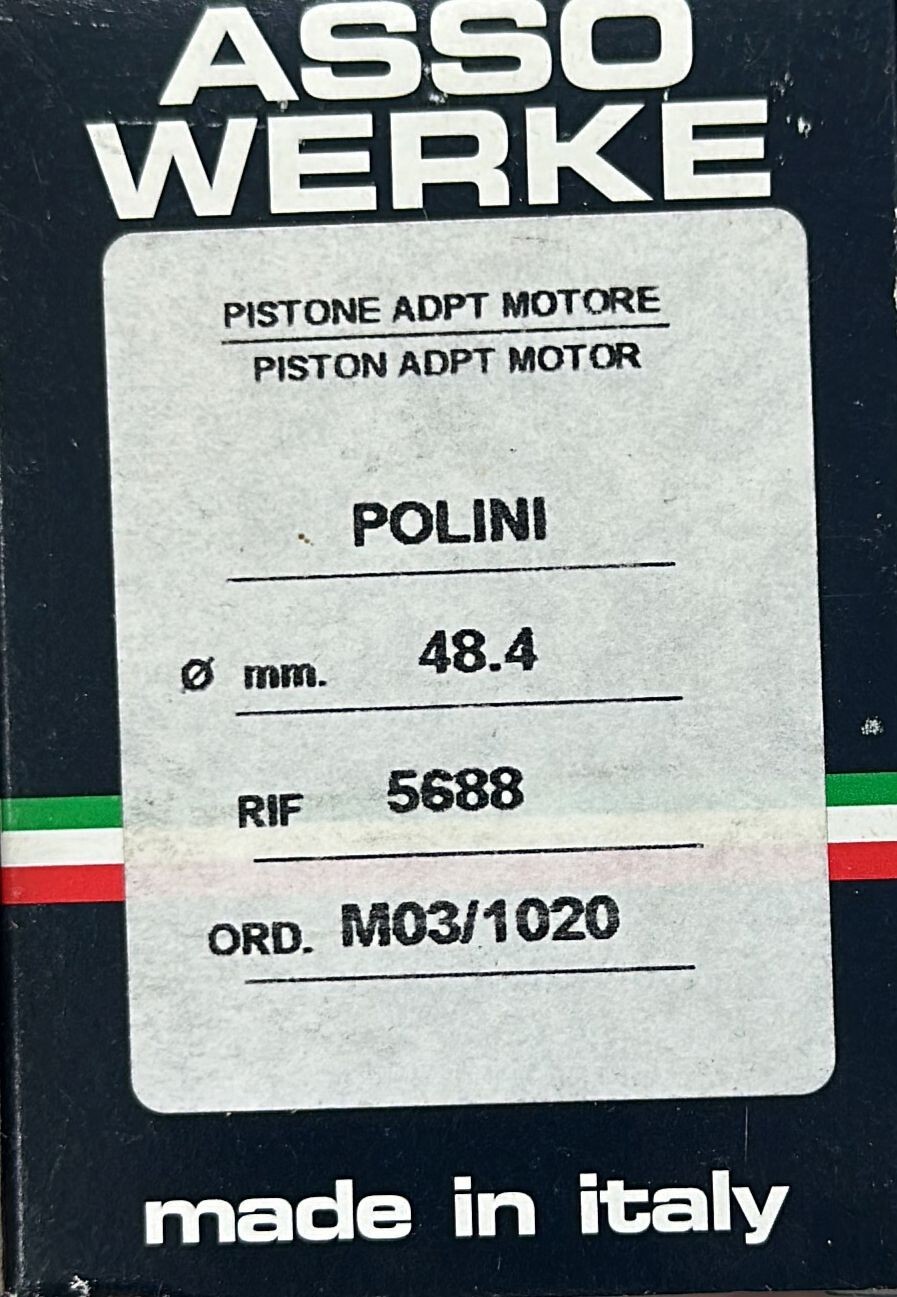 ASSO
WERKE
PISTONE ADPT MOTORE
PISTON ADPT MOTOR
POLINI
Ø mm. 48.4
RIF 5688
ORD. M03/1020
made in italy